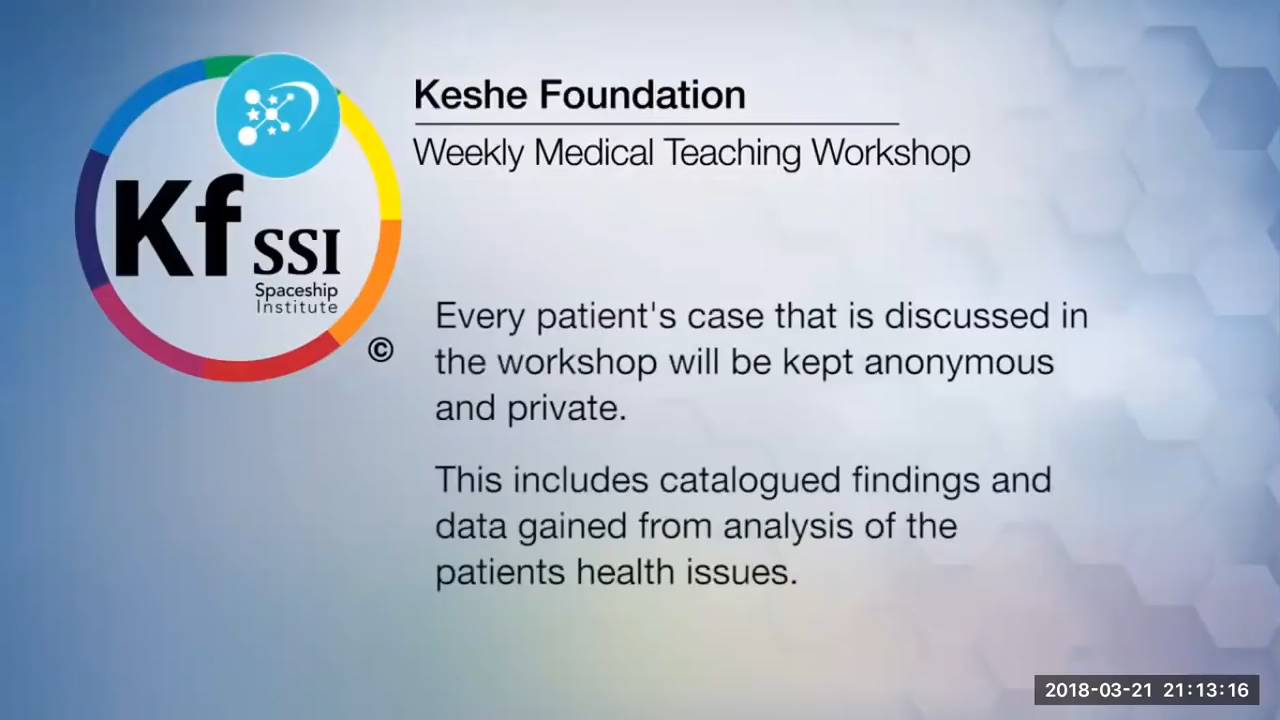 Keshe Foundation
Weekly Medical Teaching Workshop
Kf SSI
Spaceship
Institute
©
Every patient's case that is discussed in
the workshop will be kept anonymous
and private.
This includes catalogued findings and
data gained from analysis of the
patients health issues.
2018-03-21 21:13:16